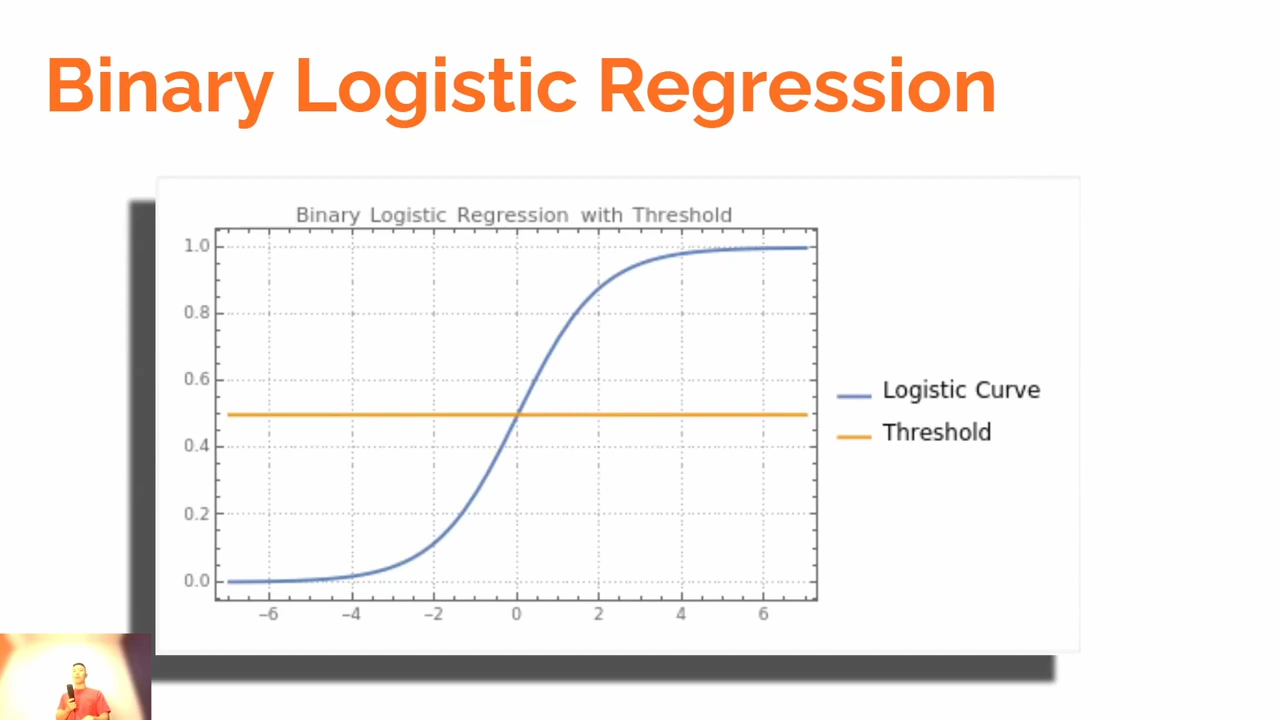 Binary Logistic Regression
Binary Logistic Regression with Threshold
1.0
0.8
0.6
0.4
0.2
0.0
−6 −4 −2 0 2 4 6
Logistic Curve
Threshold